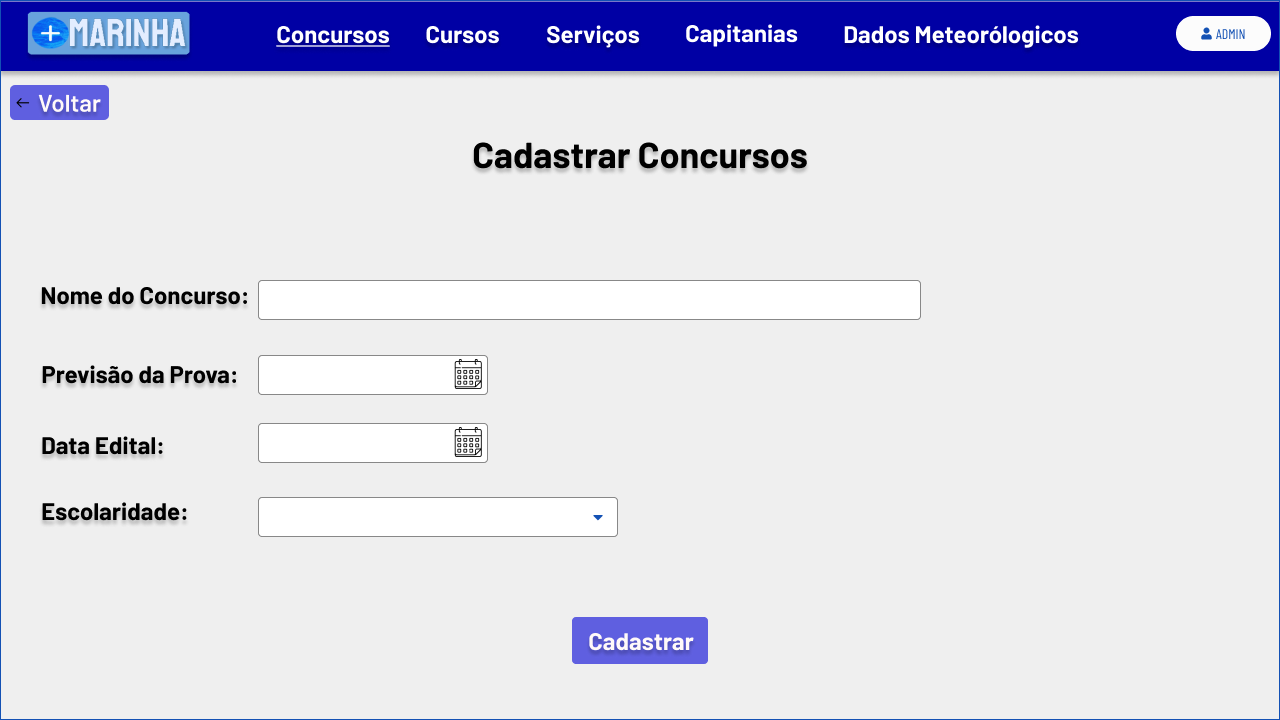 +MARINHA
Concursos Cursos Serviços Capitanias Dados Meteorólogicos
ADMIN
← Voltar
Cadastrar Concursos
Nome do Concurso:
Previsão da Prova:
Data Edital:
Escolaridade:
Cadastrar